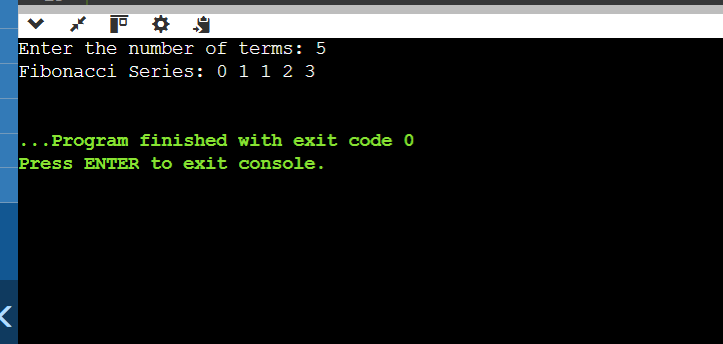 Enter the number of terms: 5
Fibonacci Series: 0 1 1 2 3
...Program finished with exit code 0
Press ENTER to exit console.